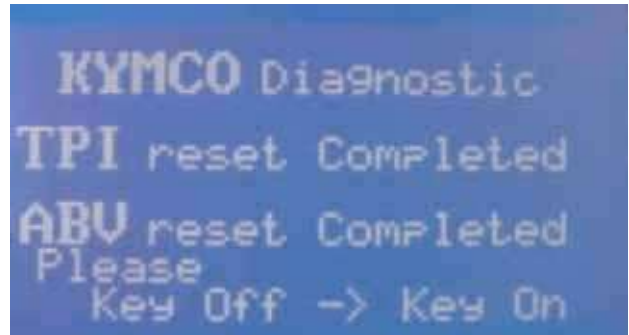 KYMCO Diagnostic
TPI reset Completed
ABV reset Completed
Please
Key Off -> Key On